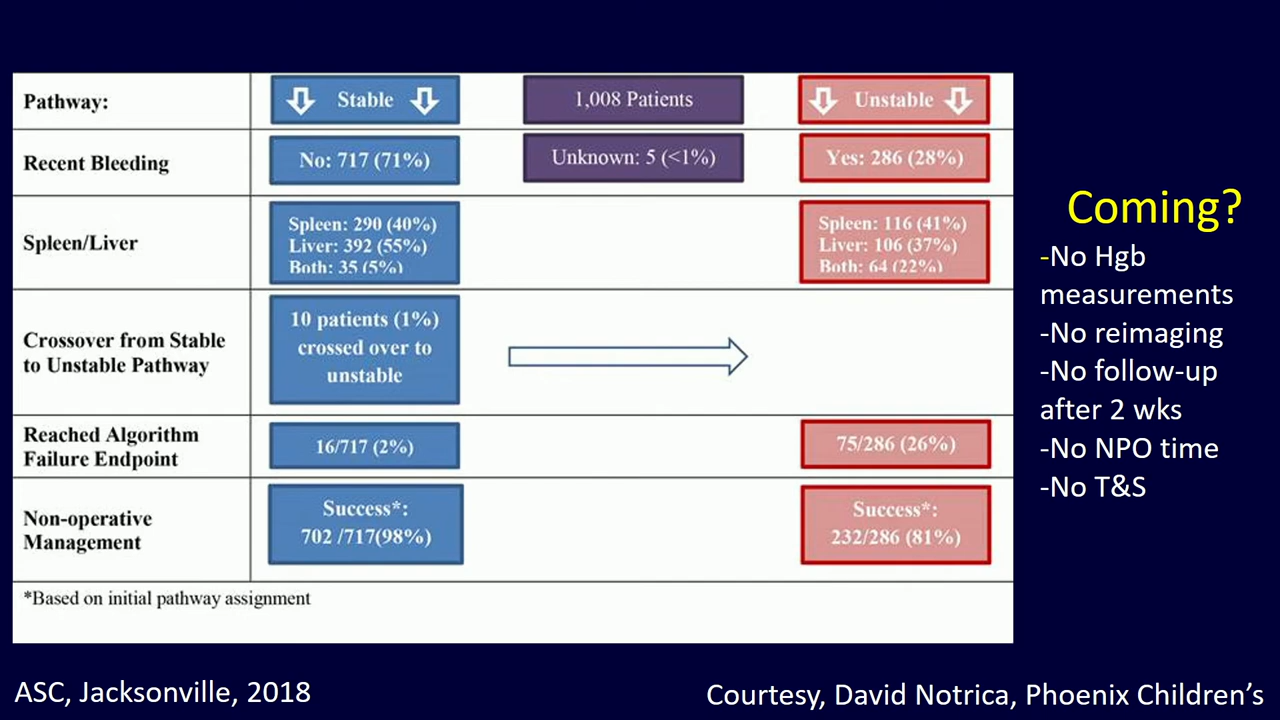 Pathway:
Stable
1,008 Patients
Unstable
Recent Bleeding
No: 717 (71%)
Unknown: 5 (<1%)
Yes: 286 (28%)
Spleen/Liver
Spleen: 290 (40%)
Liver: 392 (55%)
Both: 35 (5%)
Spleen: 116 (41%)
Liver: 106 (37%)
Both: 64 (22%)
Crossover from Stable
to Unstable Pathway
10 patients (1%)
crossed over to
unstable
Reached Algorithm
Failure Endpoint
16/717 (2%)
75/286 (26%)
Non-operative
Management
Success*:
702 /717(98%)
Success*:
232/286 (81%)
*Based on initial pathway assignment
Coming?
-No Hgb
measurements
-No reimaging
-No follow-up
after 2 wks
-No NPO time
-No T&S
ASC, Jacksonville, 2018
Courtesy, David Notrica, Phoenix Children’s